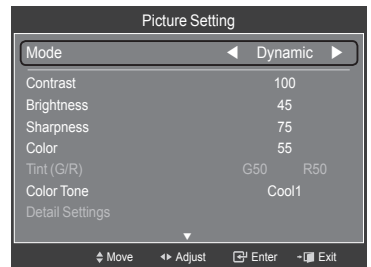 Picture Setting
Mode ◀ Dynamic ▶
Contrast 100
Brightness 45
Sharpness 75
Color 55
Tint (G/R) G50 R50
Color Tone Cool1
Detail Settings
▼
Move Adjust Enter Exit